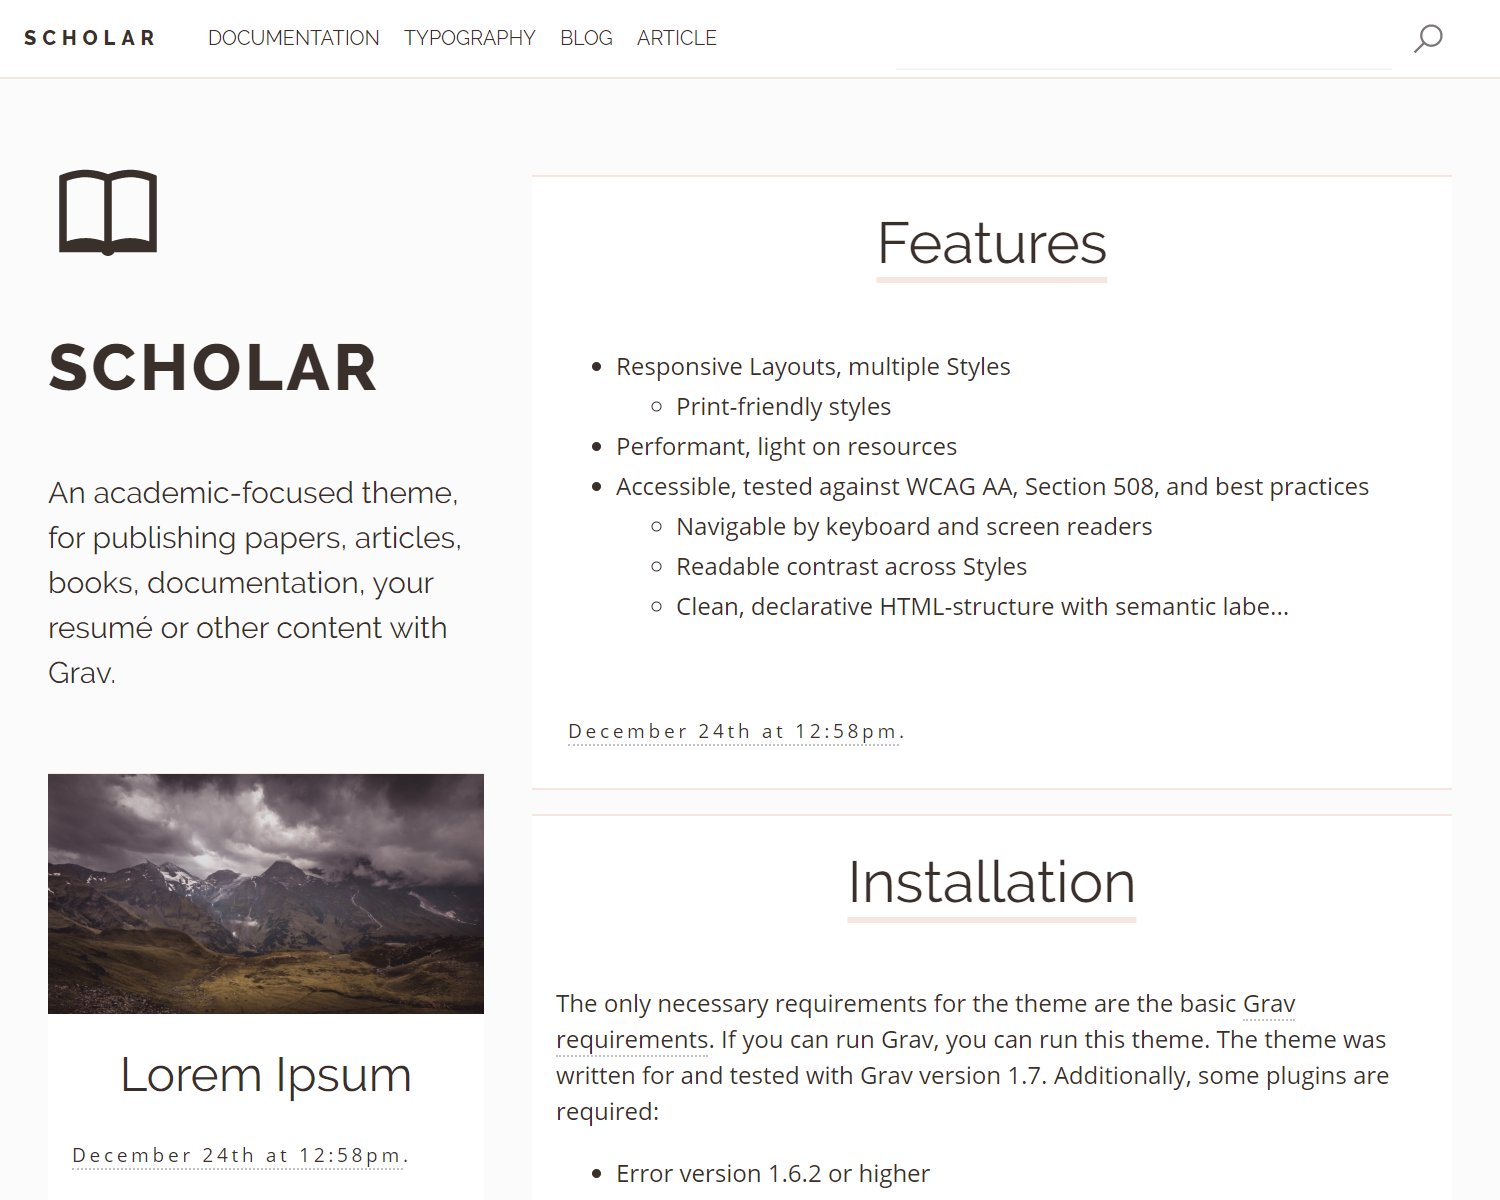 SCHOLAR
DOCUMENTATION TYPOGRAPHY BLOG ARTICLE
SCHOLAR
An academic-focused theme,
for publishing papers, articles,
books, documentation, your
resumé or other content with
Grav.
Lorem Ipsum
December 24th at 12:58pm.
Features
Responsive Layouts, multiple Styles
Print-friendly styles
Performant, light on resources
Accessible, tested against WCAG AA, Section 508, and best practices
Navigable by keyboard and screen readers
Readable contrast across Styles
Clean, declarative HTML-structure with semantic labe...
December 24th at 12:58pm.
Installation
The only necessary requirements for the theme are the basic Grav
requirements. If you can run Grav, you can run this theme. The theme was
written for and tested with Grav version 1.7. Additionally, some plugins are
required:
Error version 1.6.2 or higher